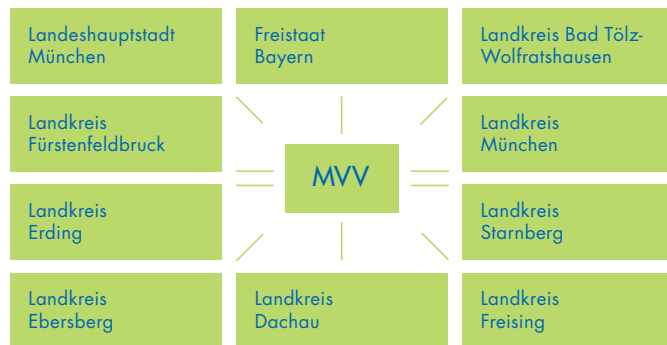 Landeshauptstadt
München
Freistaat
Bayern
Landkreis Bad Tölz-
Wolfratshausen
Landkreis
Fürstenfeldbruck
MVV
Landkreis
München
Landkreis
Erding
Landkreis
Starnberg
Landkreis
Ebersberg
Landkreis
Dachau
Landkreis
Freising